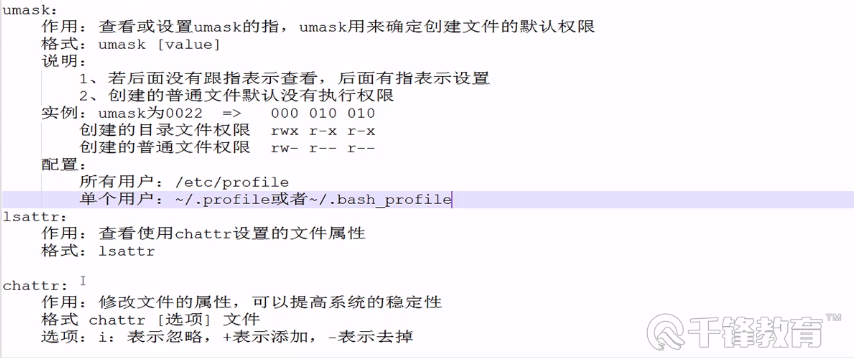 umask:
作用: 查看或设置umask的指, umask用来确定创建文件的默认权限
格式: umask [value]
说明:
1、若后面没有跟指表示查看, 后面有指表示设置
2、创建的普通文件默认没有执行权限
实例: umask为0022 => 000 010 010
创建的目录文件权限 rwx r-x r-x
创建的普通文件权限 rw- r-- r--
配置:
所有用户: /etc/profile
单个用户: ~/.profile或者~/.bash_profile
lsattr:
作用: 查看使用chattr设置的文件属性
格式: lsattr
chattr:
作用: 修改文件的属性, 可以提高系统的稳定性
格式 chattr [选项] 文件
选项: i: 表示忽略, +表示添加, -表示去掉
千锋教育™